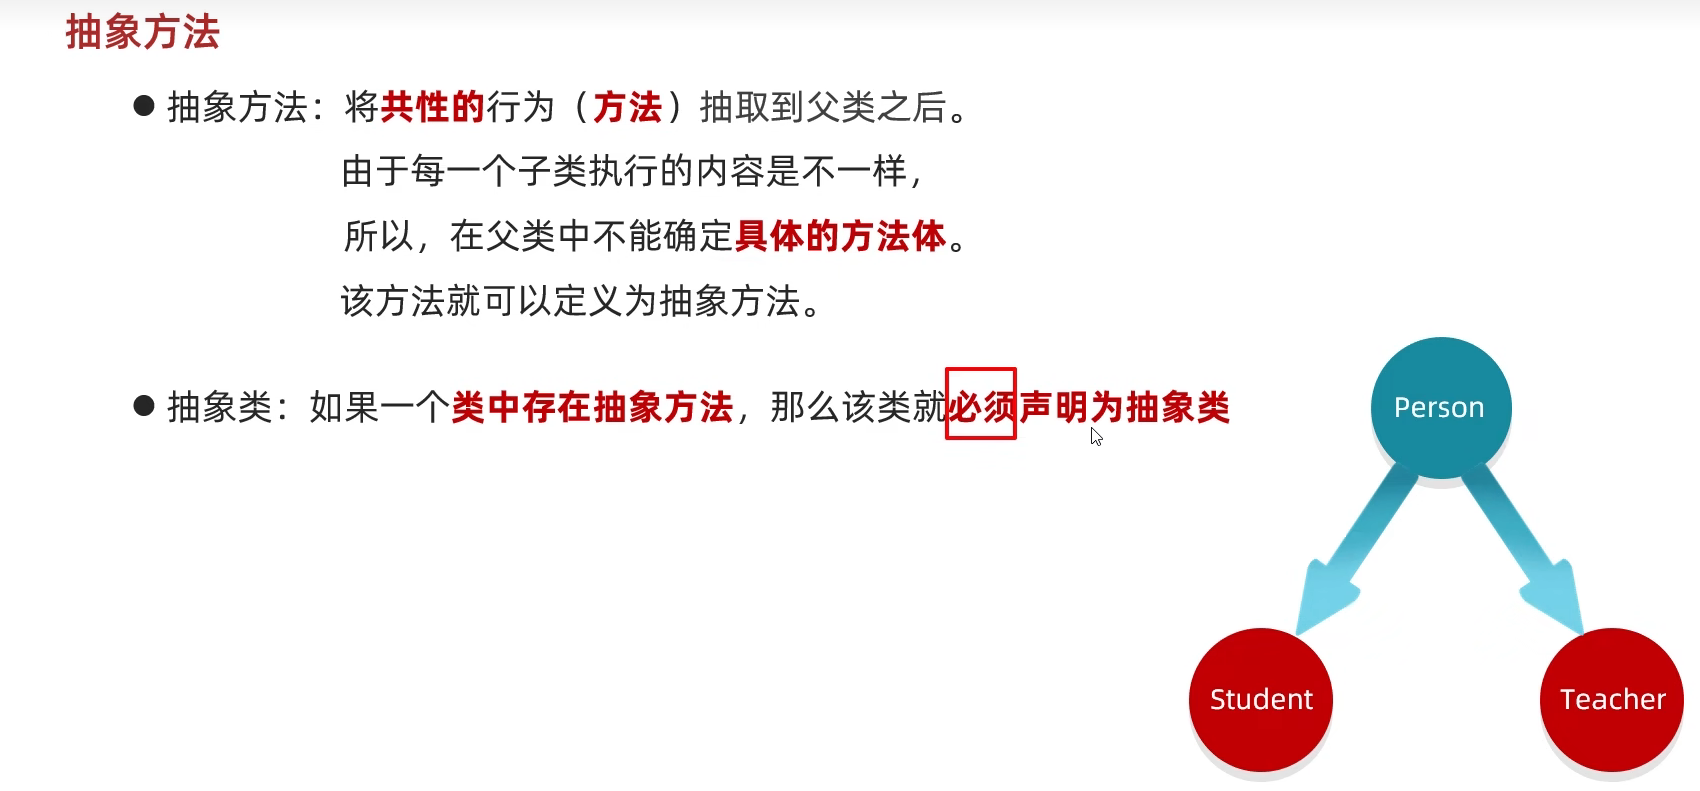 抽象方法
● 抽象方法：将共性的行为（方法）抽取到父类之后。
由于每一个子类执行的内容是不一样，
所以，在父类中不能确定具体的方法体。
该方法就可以定义为抽象方法。
● 抽象类：如果一个类中存在抽象方法，那么该类就必须声明为抽象类
Person
Student
Teacher